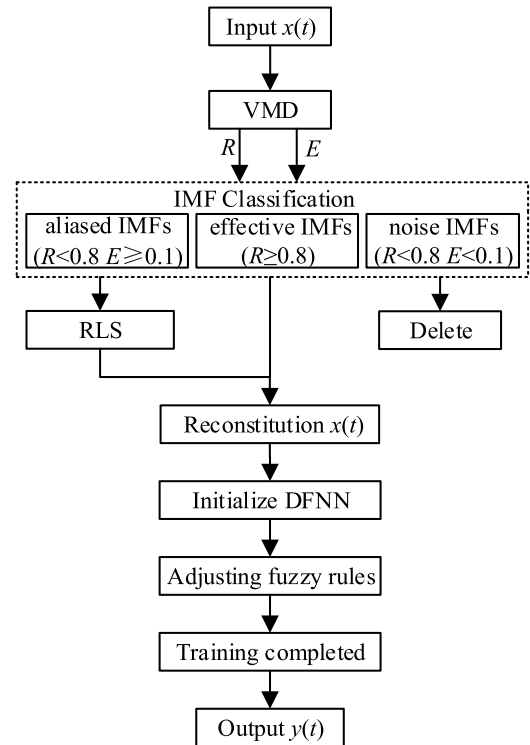 Input x(t)
VMD
R E
IMF Classification
aliased IMFs
(R<0.8 E≥0.1)
effective IMFs
(R≥0.8)
noise IMFs
(R<0.8 E<0.1)
RLS
Delete
Reconstitution x(t)
Initialize DFNN
Adjusting fuzzy rules
Training completed
Output y(t)